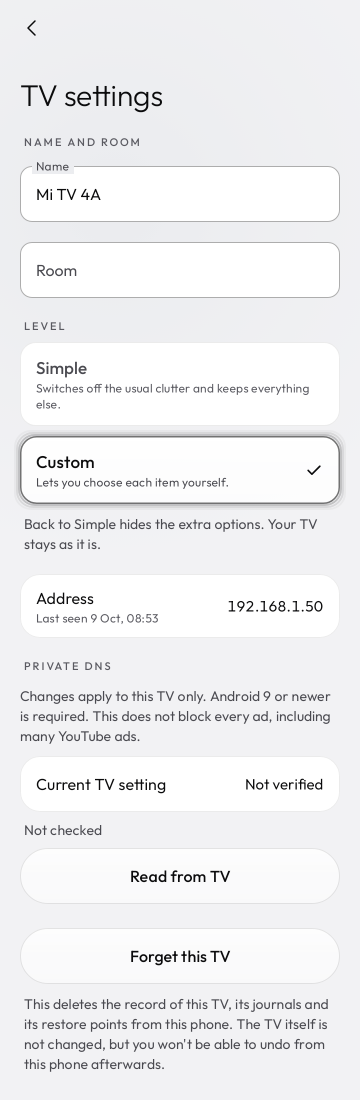 TV settings
NAME AND ROOM
Name
Mi TV 4A
Room
LEVEL
Simple
Switches off the usual clutter and keeps everything
else.
Custom
Lets you choose each item yourself.
Back to Simple hides the extra options. Your TV
stays as it is.
Address
Last seen 9 Oct, 08:53
192.168.1.50
PRIVATE DNS
Changes apply to this TV only. Android 9 or newer
is required. This does not block every ad, including
many YouTube ads.
Current TV setting
Not verified
Not checked
Read from TV
Forget this TV
This deletes the record of this TV, its journals and
its restore points from this phone. The TV itself is
not changed, but you won't be able to undo from
this phone afterwards.